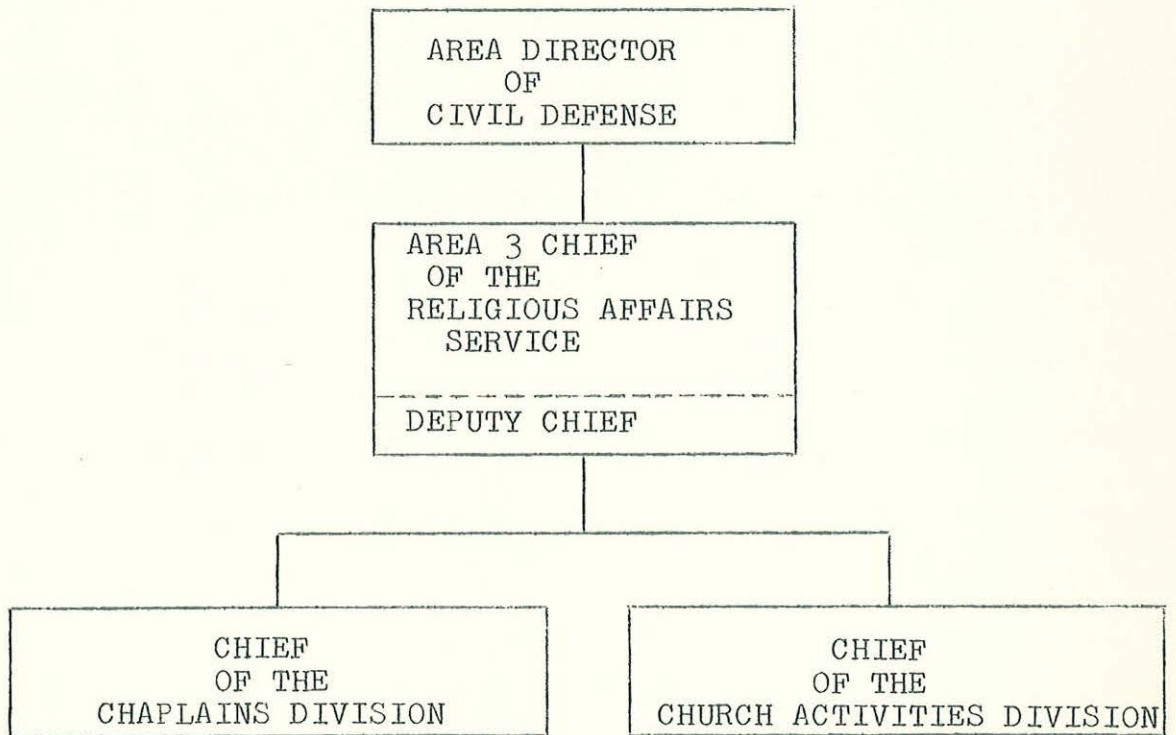 AREA DIRECTOR
OF
CIVIL DEFENSE
AREA 3 CHIEF
OF THE
RELIGIOUS AFFAIRS
SERVICE
DEPUTY CHIEF
CHIEF
OF THE
CHAPLAINS DIVISION
CHIEF
OF THE
CHURCH ACTIVITIES DIVISION